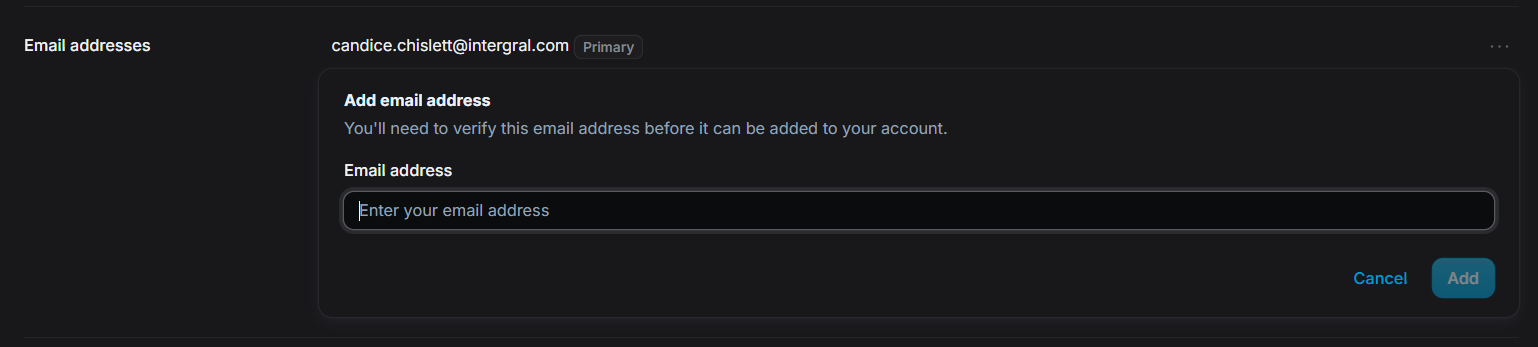 Email addresses
candice.chislett@intergral.com Primary
Add email address
You'll need to verify this email address before it can be added to your account.
Email address
Enter your email address
Cancel Add